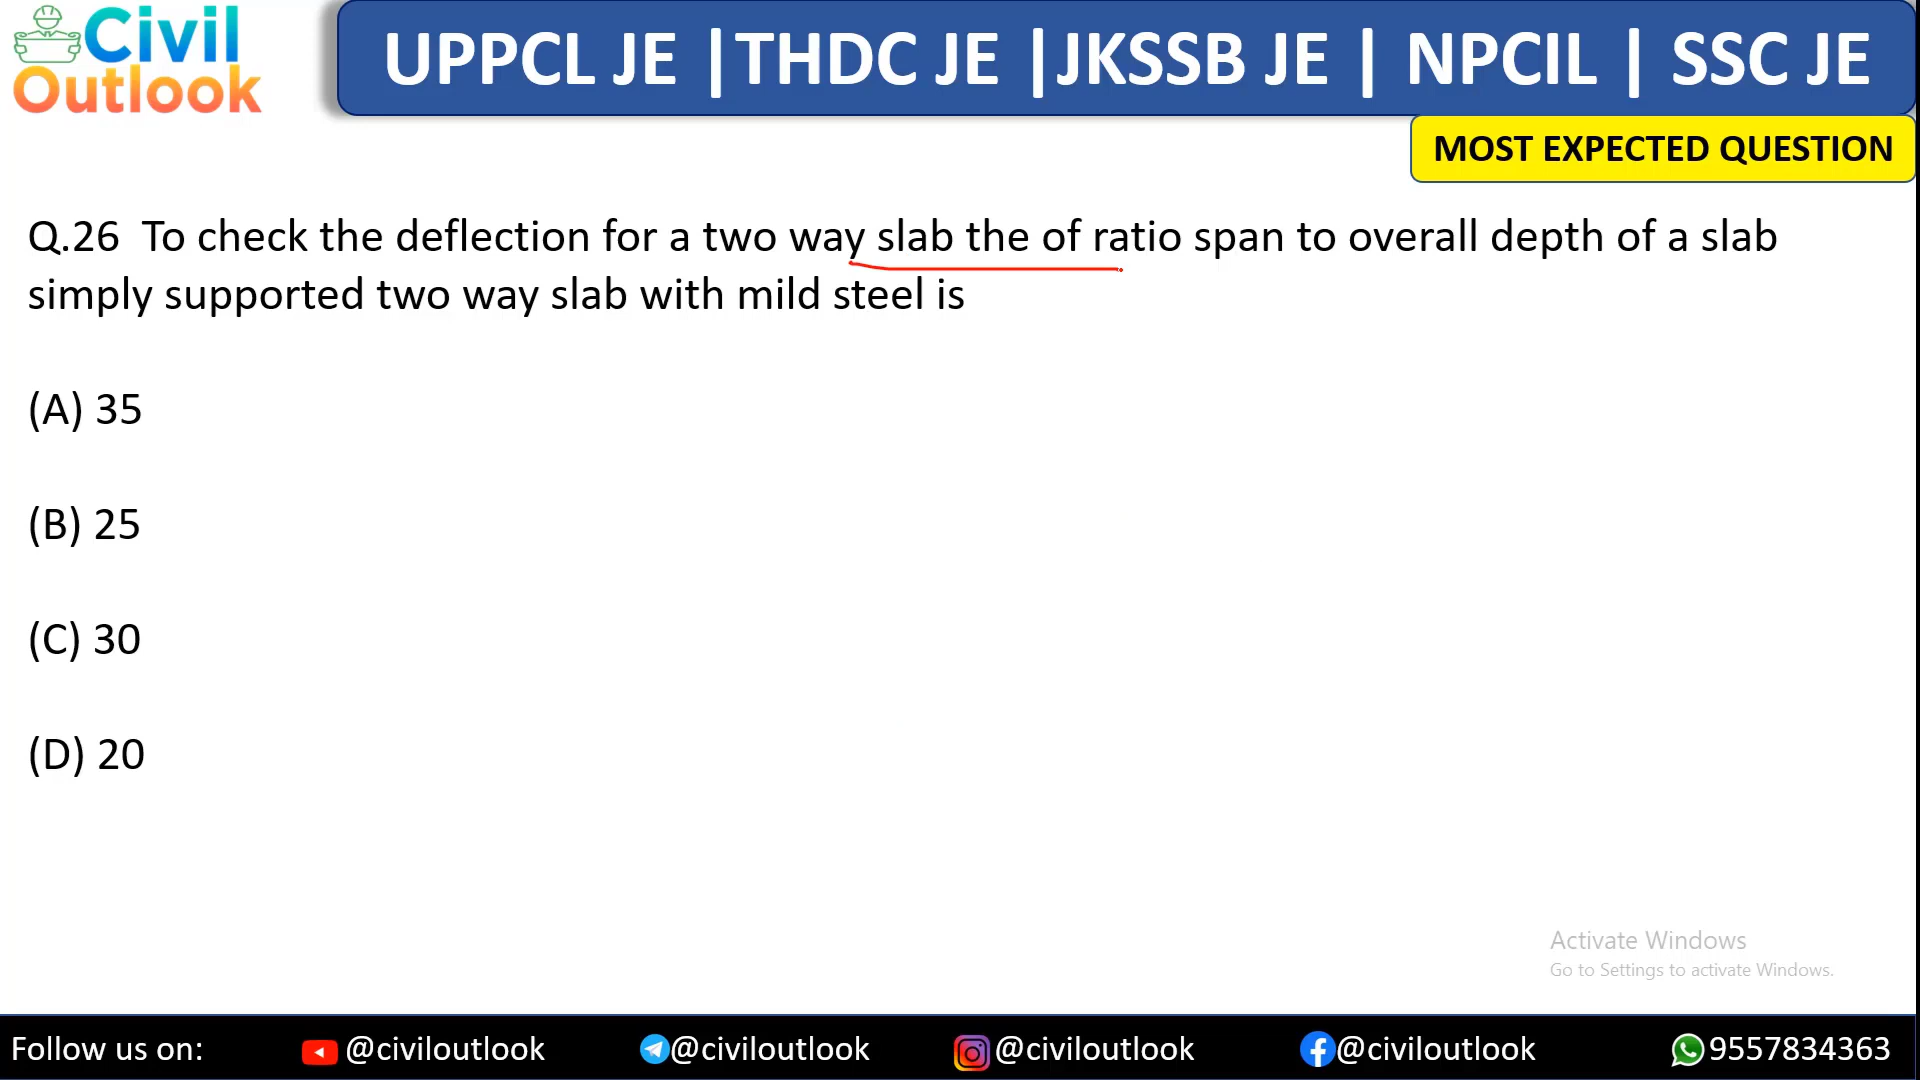 Civil
Outlook
UPPCL JE |THDC JE |JKSSB JE | NPCIL | SSC JE
MOST EXPECTED QUESTION
Q.26 To check the deflection for a two way slab the of ratio span to overall depth of a slab
simply supported two way slab with mild steel is
(A) 35
(B) 25
(C) 30
(D) 20
Activate Windows
Go to Settings to activate Windows.
Follow us on: @civiloutlook @civiloutlook @civiloutlook @civiloutlook 9557834363